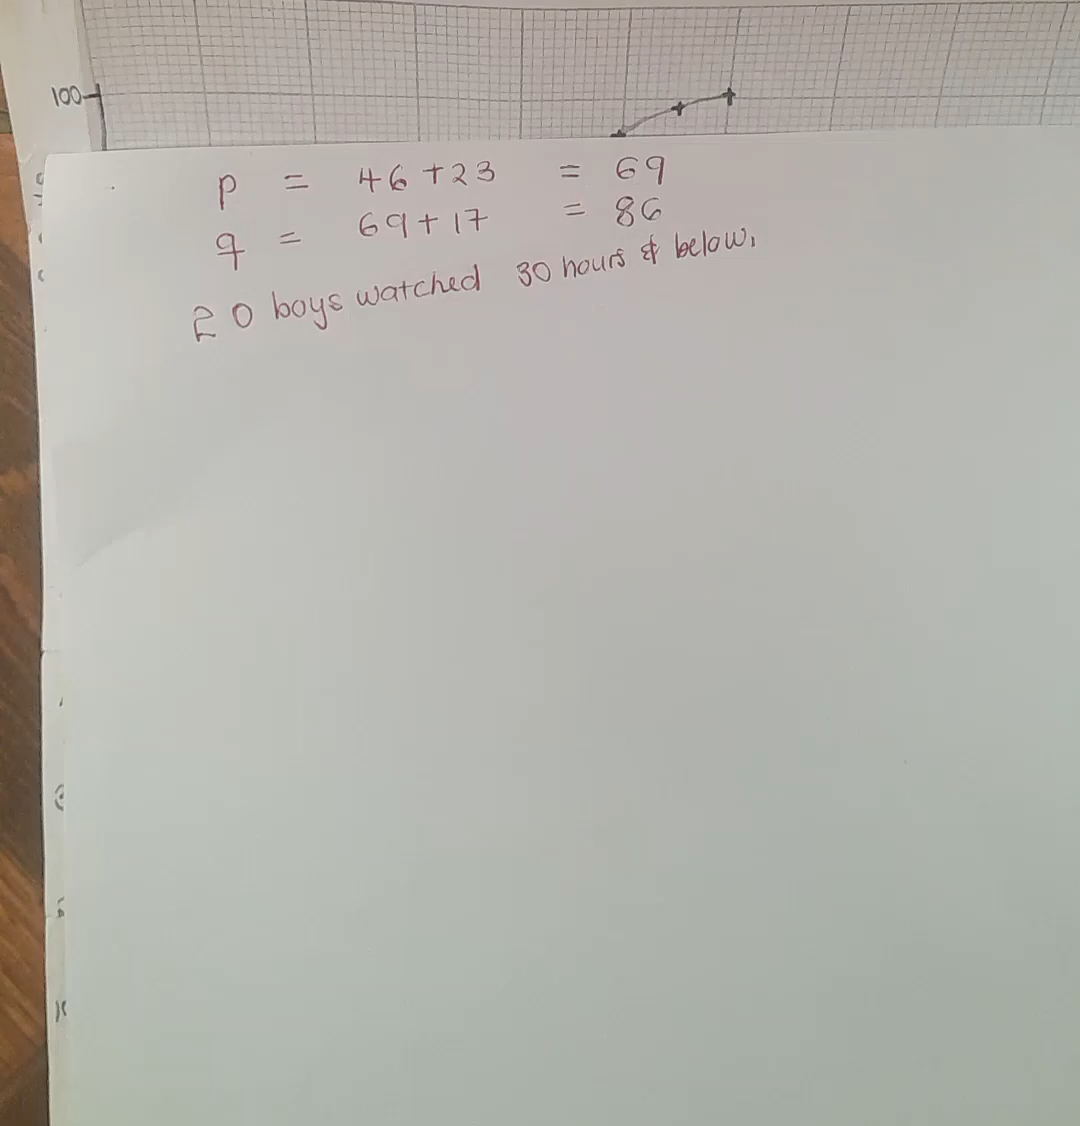 100
p = 46 + 23 = 69
q = 69 + 17 = 86
20 boys watched 30 hours & below.